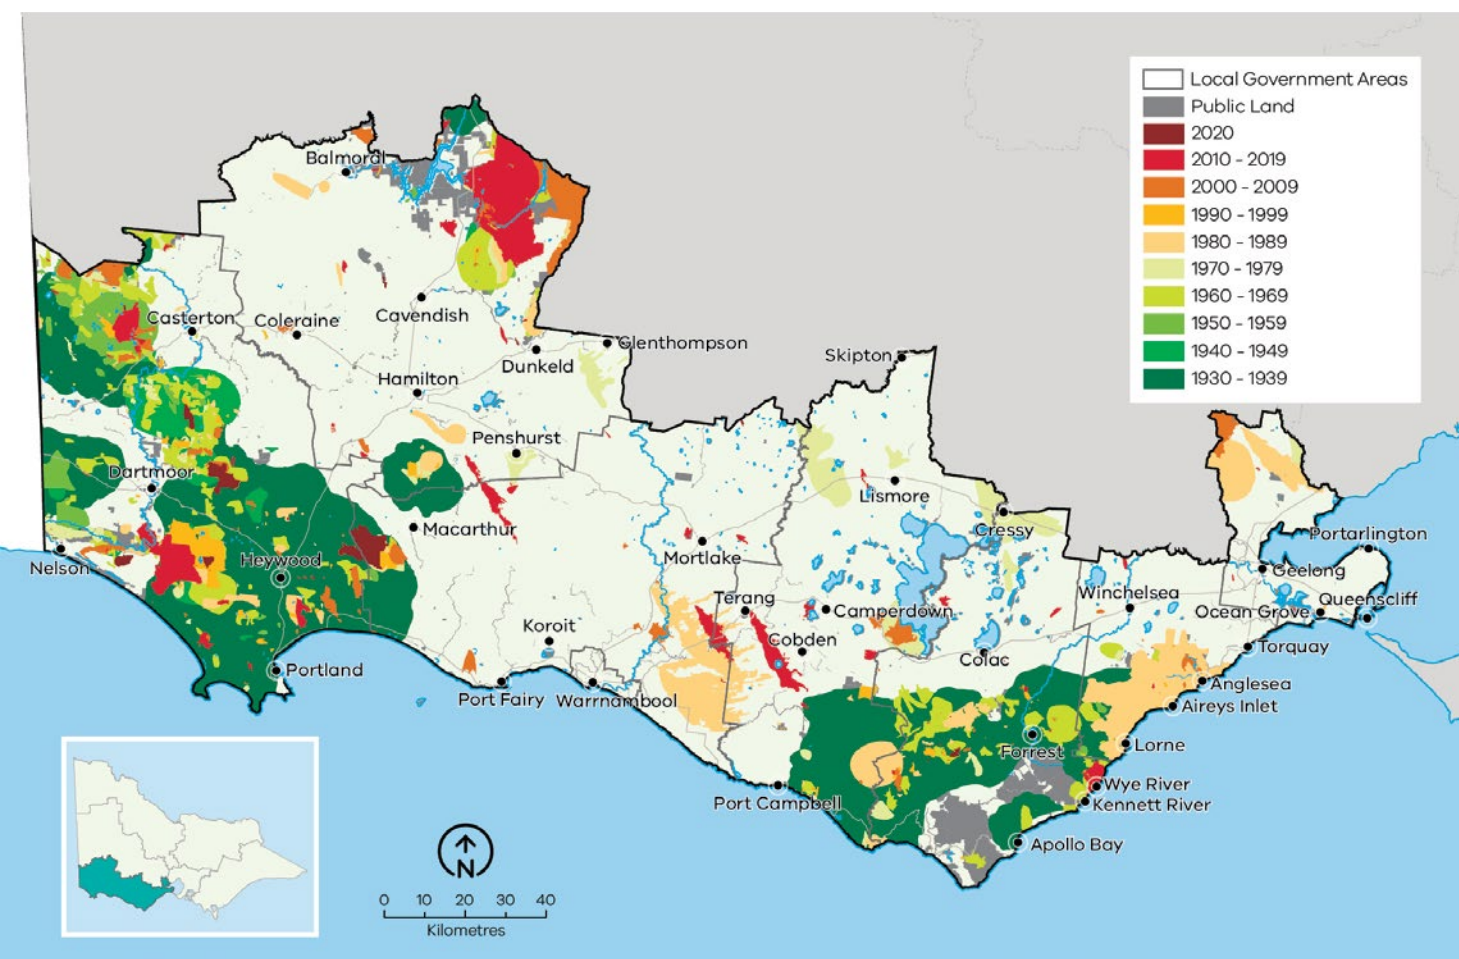 Local Government Areas
Public Land
2020
2010 - 2019
2000 - 2009
1990 - 1999
1980 - 1989
1970 - 1979
1960 - 1969
1950 - 1959
1940 - 1949
1930 - 1939
Balmoral
Casterton
Coleraine
Cavendish
Glenthompson
Dunkeld
Skipton
Hamilton
Penshurst
Dartmoor
Lismore
Macarthur
Cressy
Portarlington
Mortlake
Heywood
Nelson
Geelong
Winchelsea
Queenscliff
Ocean Grove
Terang
Camperdown
Koroit
Cobden
Torquay
Colac
Portland
Anglesea
Port Fairy
Warrnambool
Aireys Inlet
Forrest
Lorne
Wye River
Port Campbell
Kennett River
Apollo Bay
N
0 10 20 30 40
Kilometres